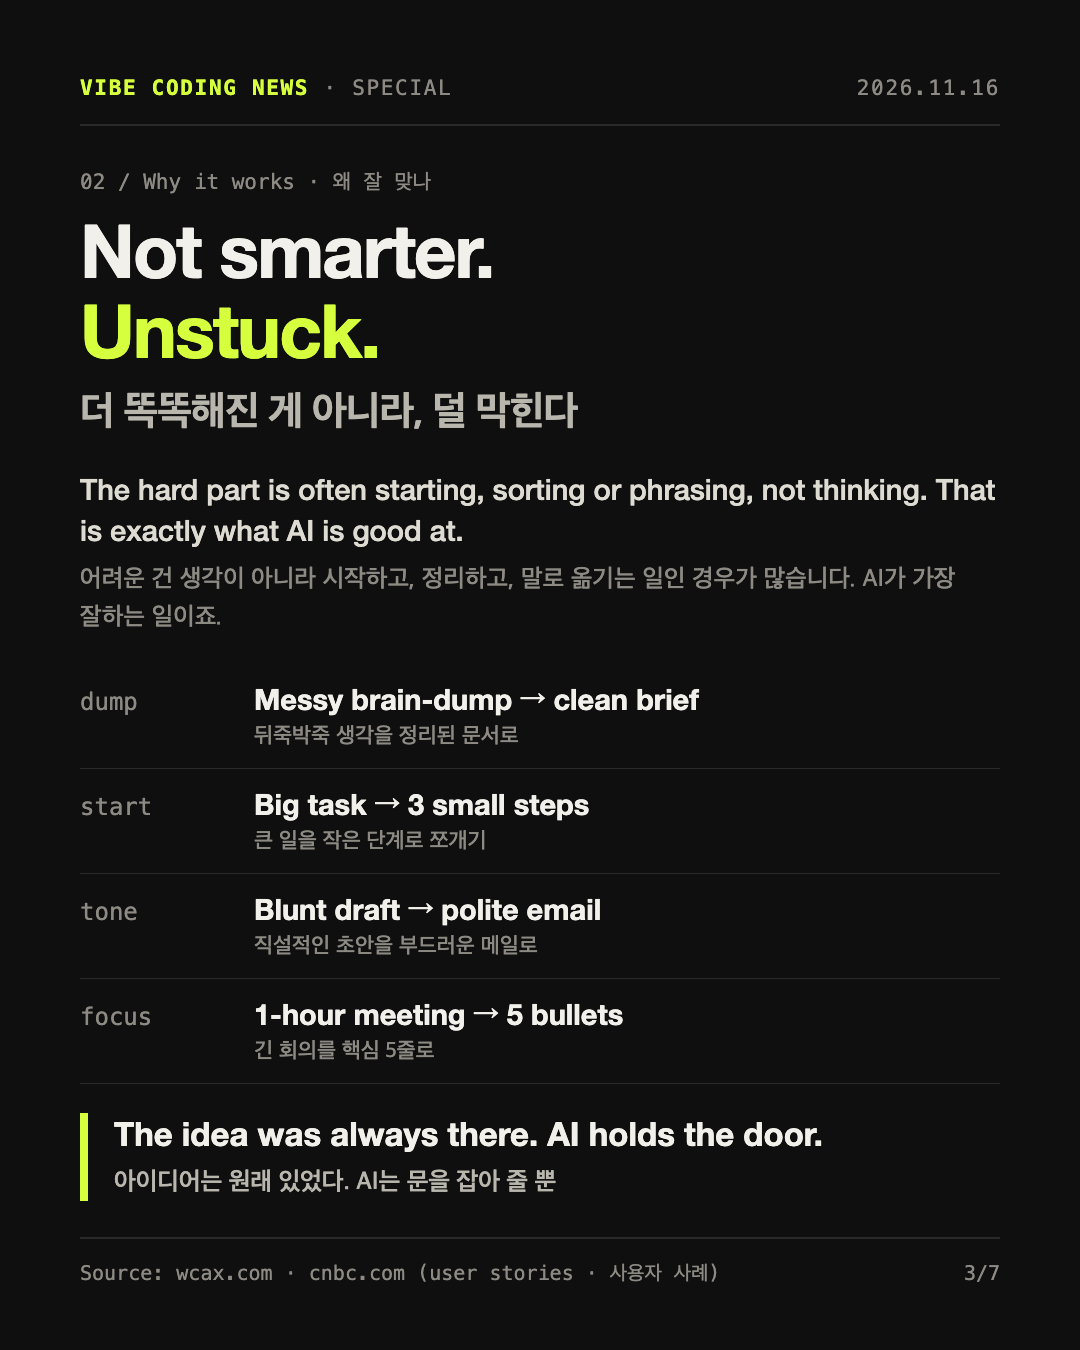 VIBE CODING NEWS · SPECIAL 2026.11.16
02 / Why it works · 왜 잘 맞나
Not smarter.
Unstuck.
더 똑똑해진 게 아니라, 덜 막힌다
The hard part is often starting, sorting or phrasing, not thinking. That
is exactly what AI is good at.
어려운 건 생각이 아니라 시작하고, 정리하고, 말로 옮기는 일인 경우가 많습니다. AI가 가장
잘하는 일이죠.
dump Messy brain-dump → clean brief
뒤죽박죽 생각을 정리된 문서로
start Big task → 3 small steps
큰 일을 작은 단계로 쪼개기
tone Blunt draft → polite email
직설적인 초안을 부드러운 메일로
focus 1-hour meeting → 5 bullets
긴 회의를 핵심 5줄로
The idea was always there. AI holds the door.
아이디어는 원래 있었다. AI는 문을 잡아 줄 뿐
Source: wcax.com · cnbc.com (user stories · 사용자 사례) 3/7